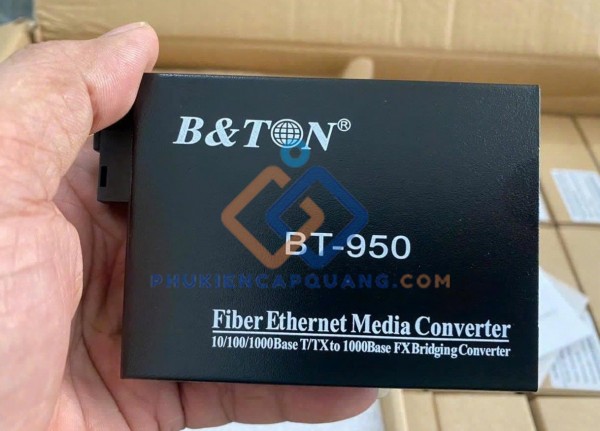 B&TON®
BT-950
PHUKIENCAPQUANG.COM
Fiber Ethernet Media Converter
10/100/1000Base T/TX to 1000Base FX Bridging Converter